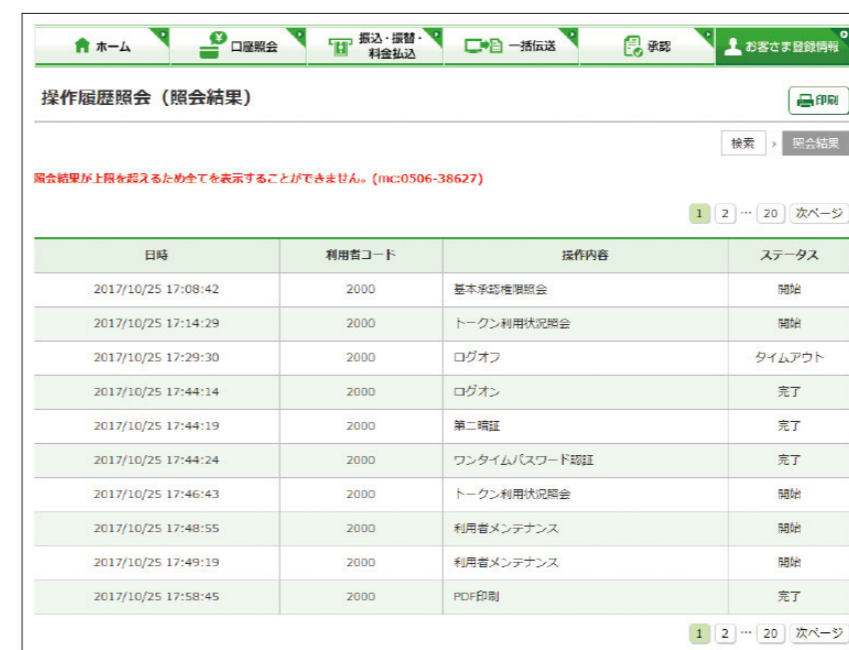 ホーム
口座照会
振込・振替・
料金払込
一括伝送
承認
お客さま登録情報
操作履歴照会（照会結果）
印刷
検索 › 照会結果
照会結果が上限を超えるため全てを表示することができません。(mc:0506-38627)
1 2 … 20 次ページ
日時 利用者コード 操作内容 ステータス
2017/10/25 17:08:42 2000 基本承認権限照会 開始
2017/10/25 17:14:29 2000 トークン利用状況照会 開始
2017/10/25 17:29:30 2000 ログオフ タイムアウト
2017/10/25 17:44:14 2000 ログオン 完了
2017/10/25 17:44:19 2000 第二暗証 完了
2017/10/25 17:44:24 2000 ワンタイムパスワード認証 完了
2017/10/25 17:46:43 2000 トークン利用状況照会 開始
2017/10/25 17:48:55 2000 利用者メンテナンス 開始
2017/10/25 17:49:19 2000 利用者メンテナンス 開始
2017/10/25 17:58:45 2000 PDF印刷 完了
1 2 … 20 次ページ